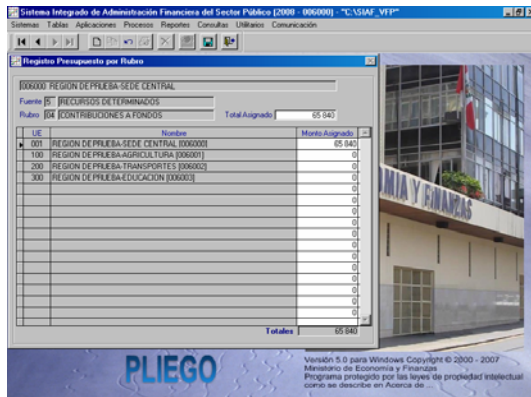 Sistema Integrado de Administración Financiera del Sector Público [2008 - 006000] - "C:\SIAF_VFP"
Sistemas Tablas Aplicaciones Procesos Reportes Consultas Utilitarios Comunicación
Registro Presupuesto por Rubro
[006000 REGION DE PRUEBA-SEDE CENTRAL
Fuente 5 RECURSOS DETERMINADOS
Rubro 04 CONTRIBUCIONES A FONDOS Total Asignado 65 840
UE Nombre Monto Asignado
001 REGION DE PRUEBA-SEDE CENTRAL [006000] 65 840
100 REGION DE PRUEBA-AGRICULTURA [006001] 0
200 REGION DE PRUEBA-TRANSPORTES [006002] 0
300 REGION DE PRUEBA-EDUCACION [006003] 0
0
0
0
0
0
0
0
0
0
0
0
Totales 65 840
MIA Y FINANZAS
PLIEGO
Versión 5.0 para Windows Copyright © 2000 - 2007
Ministerio de Economía y Finanzas
Programa protegido por las leyes de propiedad intelectual
como se describe en Acerca de ...